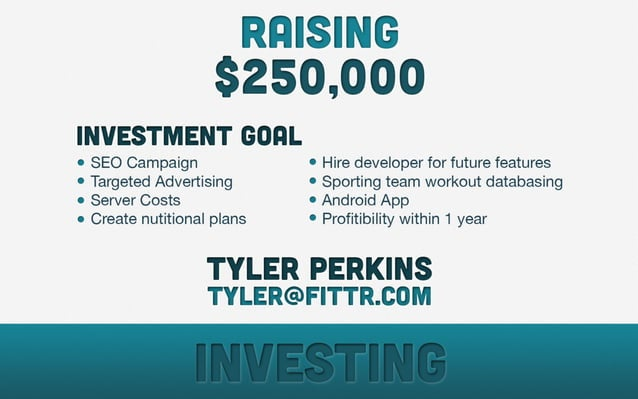 RAISING
$250,000
INVESTMENT GOAL
• SEO Campaign
• Targeted Advertising
• Server Costs
• Create nutitional plans
• Hire developer for future features
• Sporting team workout databasing
• Android App
• Profitibility within 1 year
TYLER PERKINS
TYLER@FITTR.COM
INVESTING